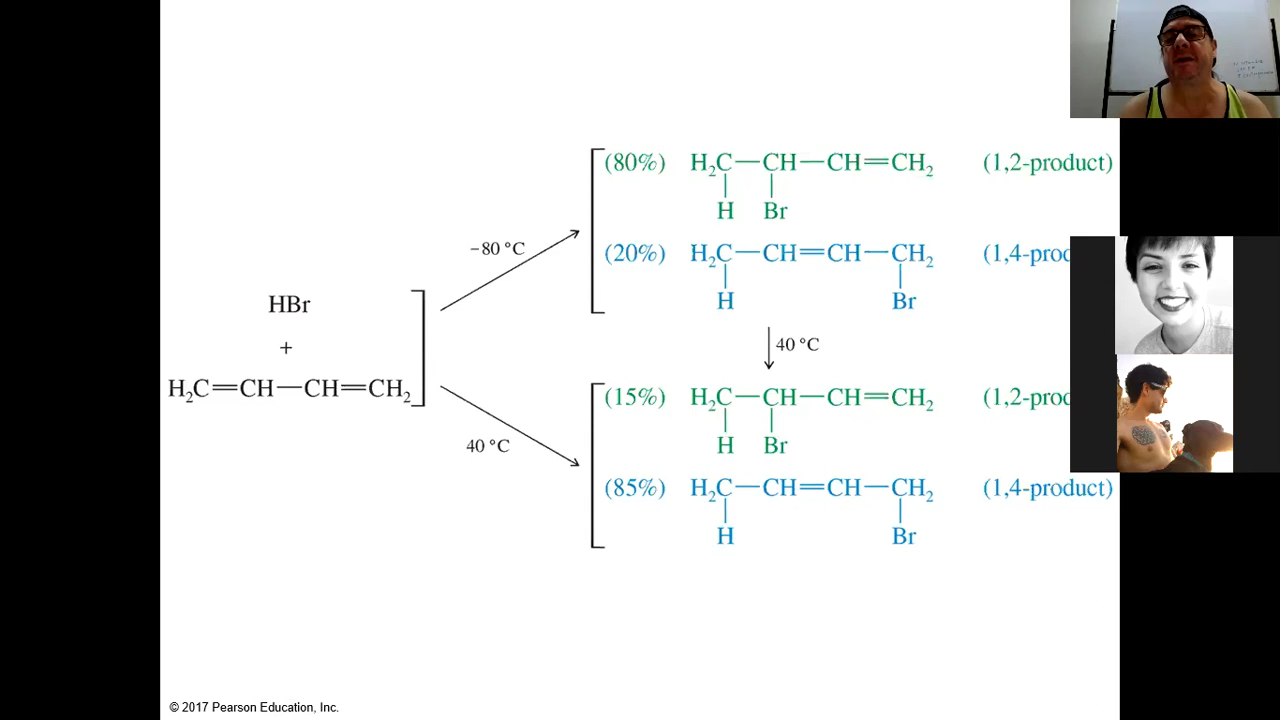 (80%) H₂C—CH—CH=CH₂ (1,2-product)
H Br
−80 °C
(20%) H₂C—CH=CH—CH₂ (1,4-prod
H Br
HBr
+
H₂C=CH—CH=CH₂
40 °C
(15%) H₂C—CH—CH=CH₂ (1,2-prod
H Br
40 °C
(85%) H₂C—CH=CH—CH₂ (1,4-product)
H Br
© 2017 Pearson Education, Inc.